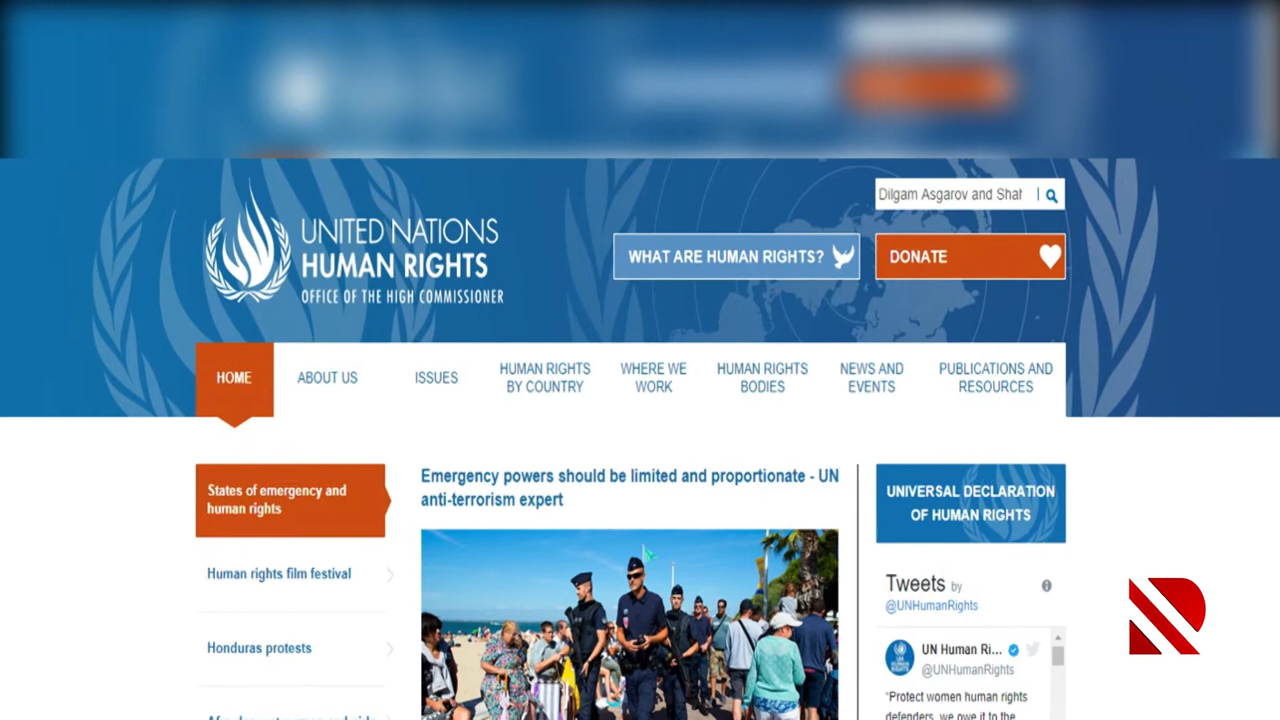 Dilgam Asgarov and Shah
UNITED NATIONS
HUMAN RIGHTS
OFFICE OF THE HIGH COMMISSIONER
WHAT ARE HUMAN RIGHTS?
DONATE
HOME
ABOUT US
ISSUES
HUMAN RIGHTS
BY COUNTRY
WHERE WE
WORK
HUMAN RIGHTS
BODIES
NEWS AND
EVENTS
PUBLICATIONS AND
RESOURCES
States of emergency and
human rights
Human rights film festival
Honduras protests
Emergency powers should be limited and proportionate - UN
anti-terrorism expert
UNIVERSAL DECLARATION
OF HUMAN RIGHTS
Tweets by
@UNHumanRights
UN Human Ri...
@UNHumanRights
"Protect women human rights
defenders, we owe it to the